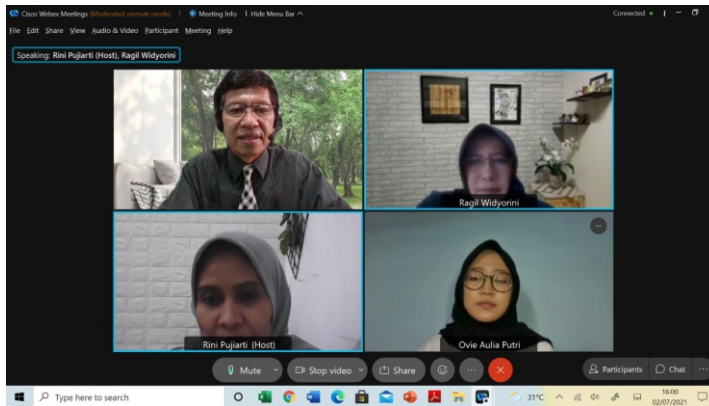 Cisco Webex Meetings (Moderated unmute mode) | Meeting Info | Hide Menu Bar Connected
File Edit Share View Audio & Video Participant Meeting Help
Speaking: Rini Pujiarti (Host), Ragil Widyorini
Ragil Widyorini
Rini Pujiarti (Host)
Ovie Aulia Putri
Mute Stop video Share Participants Chat
Type here to search 31°C 16:00
02/07/2021